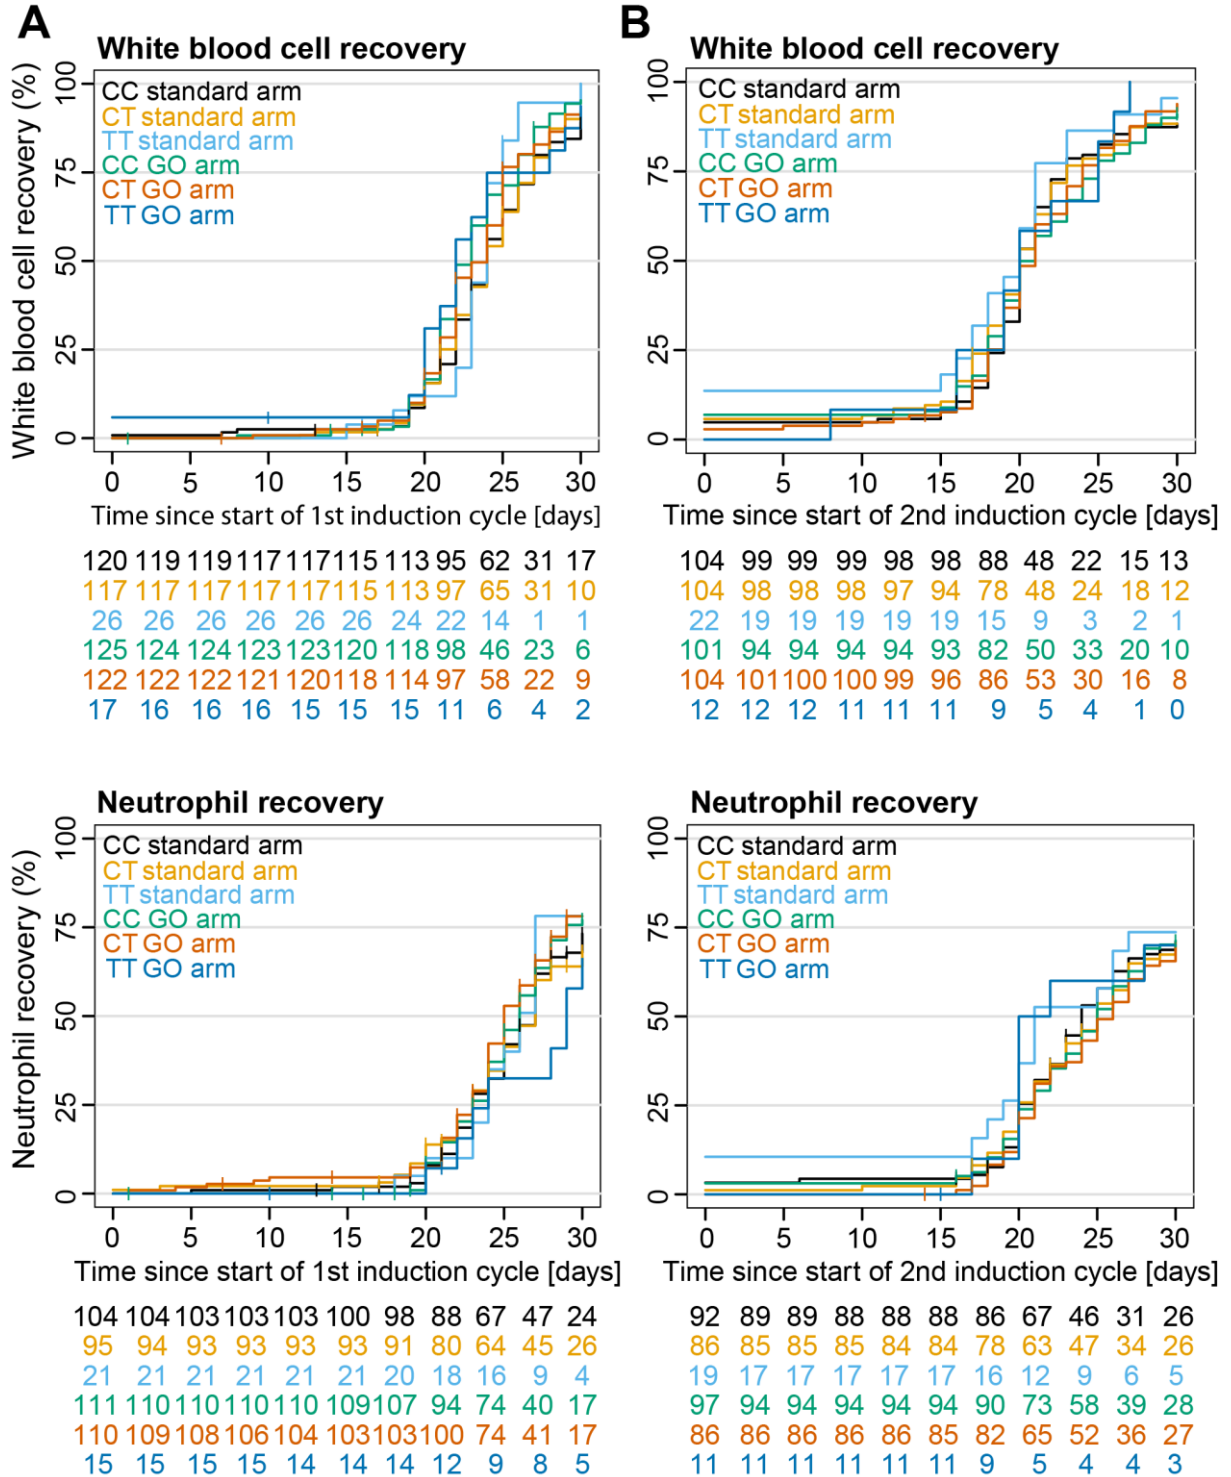 A
White blood cell recovery
White blood cell recovery (%)
100
75
50
25
0
CC standard arm
CT standard arm
TT standard arm
CC GO arm
CT GO arm
TT GO arm
0 5 10 15 20 25 30
Time since start of 1st induction cycle [days]
120 119 119 117 117 115 113 95 62 31 17
117 117 117 117 117 115 113 97 65 31 10
26 26 26 26 26 26 24 22 14 1 1
125 124 124 123 123 120 118 98 46 23 6
122 122 122 121 120 118 114 97 58 22 9
17 16 16 16 15 15 15 11 6 4 2
B
White blood cell recovery
100
75
50
25
0
CC standard arm
CT standard arm
TT standard arm
CC GO arm
CT GO arm
TT GO arm
0 5 10 15 20 25 30
Time since start of 2nd induction cycle [days]
104 99 99 99 98 98 88 48 22 15 13
104 98 98 98 97 94 78 48 24 18 12
22 19 19 19 19 19 15 9 3 2 1
101 94 94 94 94 93 82 50 33 20 10
104 101 100 100 99 96 86 53 30 16 8
12 12 12 11 11 11 9 5 4 1 0
Neutrophil recovery
Neutrophil recovery (%)
100
75
50
25
0
CC standard arm
CT standard arm
TT standard arm
CC GO arm
CT GO arm
TT GO arm
0 5 10 15 20 25 30
Time since start of 1st induction cycle [days]
104 104 103 103 103 100 98 88 67 47 24
95 94 93 93 93 93 91 80 64 45 26
21 21 21 21 21 21 20 18 16 9 4
111 110 110 110 110 109 107 94 74 40 17
110 109 108 106 104 103 103 100 74 41 17
15 15 15 15 14 14 14 12 9 8 5
Neutrophil recovery
100
75
50
25
0
CC standard arm
CT standard arm
TT standard arm
CC GO arm
CT GO arm
TT GO arm
0 5 10 15 20 25 30
Time since start of 2nd induction cycle [days]
92 89 89 88 88 88 86 67 46 31 26
86 85 85 85 84 84 78 63 47 34 26
19 17 17 17 17 17 16 12 9 6 5
97 94 94 94 94 94 90 73 58 39 28
86 86 86 86 86 85 82 65 52 36 27
11 11 11 11 11 11 9 5 4 4 3